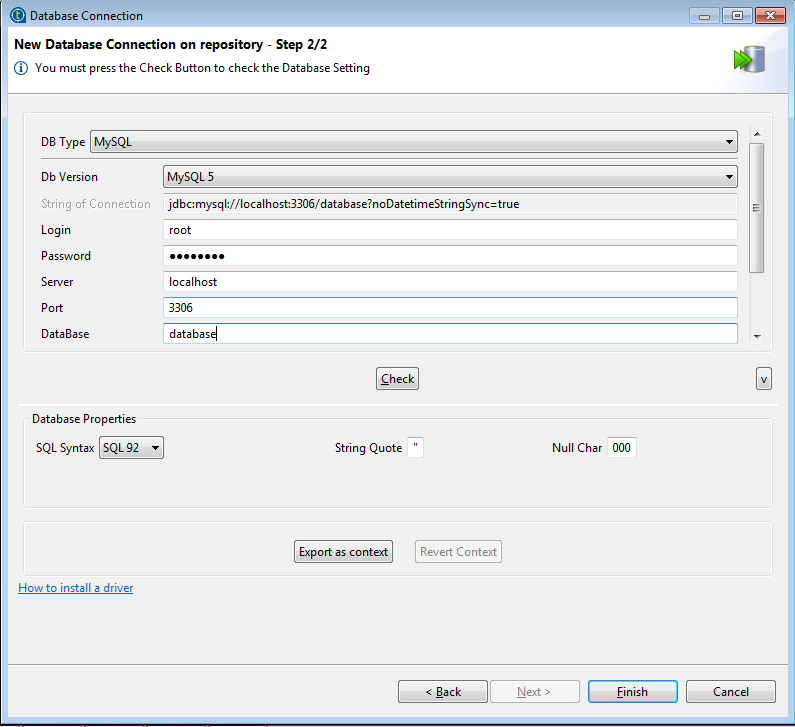 Database Connection
New Database Connection on repository - Step 2/2
You must press the Check Button to check the Database Setting
DB Type MySQL
Db Version MySQL 5
String of Connection jdbc:mysql://localhost:3306/database?noDatetimeStringSync=true
Login root
Password ●●●●●●●●
Server localhost
Port 3306
DataBase database
Check v
Database Properties
SQL Syntax SQL 92 String Quote " Null Char 000
Export as context Revert Context
How to install a driver
< Back Next > Finish Cancel